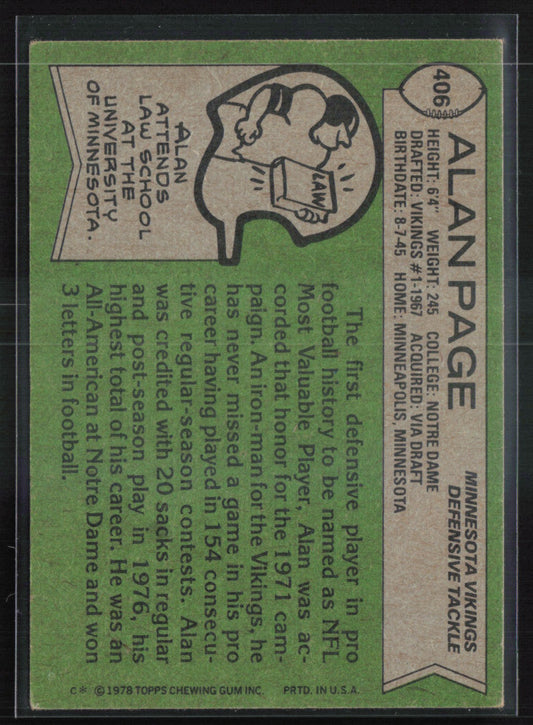 406
ALAN PAGE
MINNESOTA VIKINGS
DEFENSIVE TACKLE
HEIGHT: 6'4" WEIGHT: 245 COLLEGE: NOTRE DAME
DRAFTED: VIKINGS #1-1967 ACQUIRED: VIA DRAFT
BIRTHDATE: 8-7-45 HOME: MINNEAPOLIS, MINNESOTA
LAW
ALAN
ATTENDS
LAW SCHOOL
AT THE
UNIVERSITY
OF MINNESOTA.
The first defensive player in pro
football history to be named as NFL
Most Valuable Player, Alan was ac-
corded that honor for the 1971 cam-
paign. An iron-man for the Vikings, he
has never missed a game in his pro
career having played in 154 consecu-
tive regular-season contests. Alan
was credited with 20 sacks in regular
and post-season play in 1976, his
highest total of his career. He was an
All-American at Notre Dame and won
3 letters in football.
C* © 1978 TOPPS CHEWING GUM INC. PRTD. IN U.S.A.